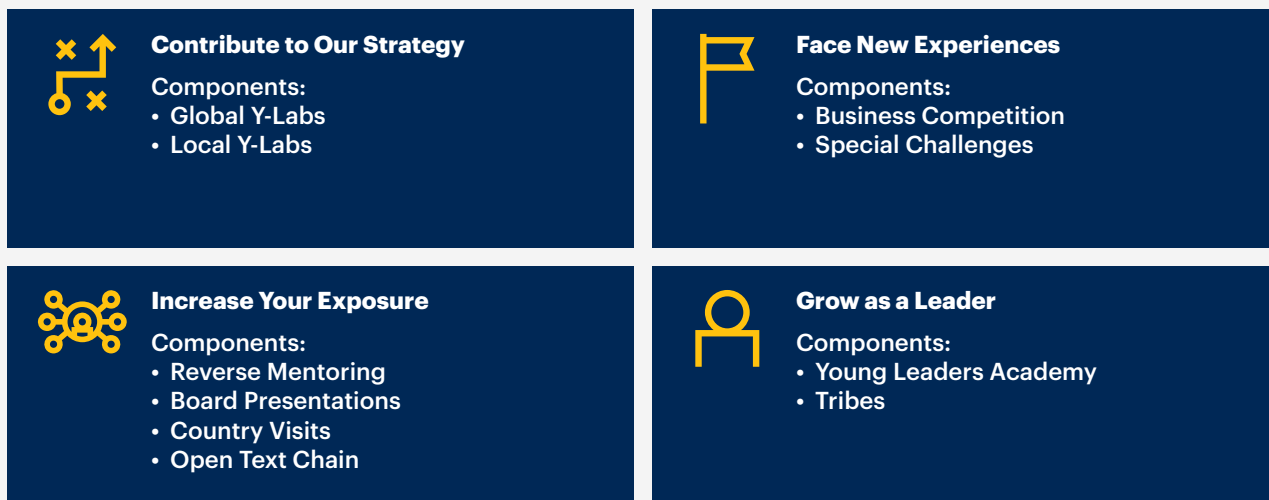 Contribute to Our Strategy
Components:
• Global Y-Labs
• Local Y-Labs
Face New Experiences
Components:
• Business Competition
• Special Challenges
Increase Your Exposure
Components:
• Reverse Mentoring
• Board Presentations
• Country Visits
• Open Text Chain
Grow as a Leader
Components:
• Young Leaders Academy
• Tribes